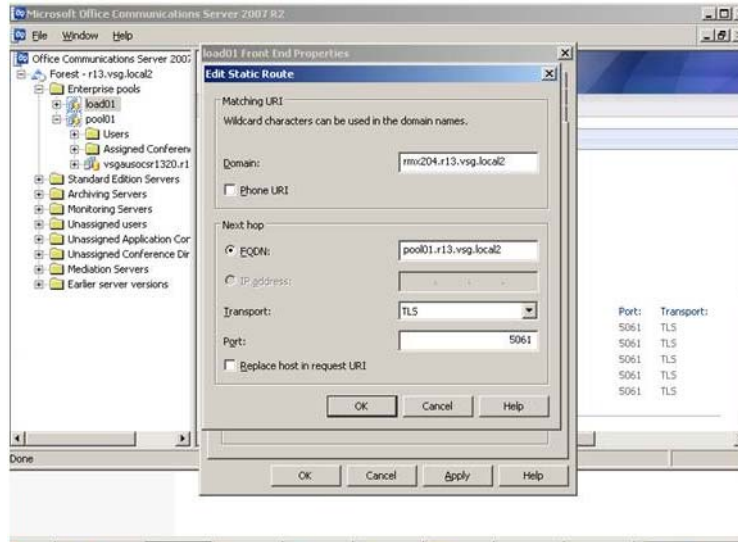 Microsoft Office Communications Server 2007 R2
File Window Help
Office Communications Server 2007
Forest - r13.vsg.local2
Enterprise pools
load01
pool01
Users
Assigned Conferen
vsgausocsr1320.r1
Standard Edition Servers
Archiving Servers
Monitoring Servers
Unassigned users
Unassigned Application Cor
Unassigned Conference Dir
Mediation Servers
Earlier server versions
load01 Front End Properties
Edit Static Route
Matching URI
Wildcard characters can be used in the domain names.
Domain: rmx204.r13.vsg.local2
Phone URI
Next hop
FQDN: pool01.r13.vsg.local2
IP address:
Transport: TLS
Port: 5061
Replace host in request URI
OK Cancel Help
Port: Transport:
5061 TLS
5061 TLS
5061 TLS
5061 TLS
5061 TLS
Done
OK Cancel Apply Help